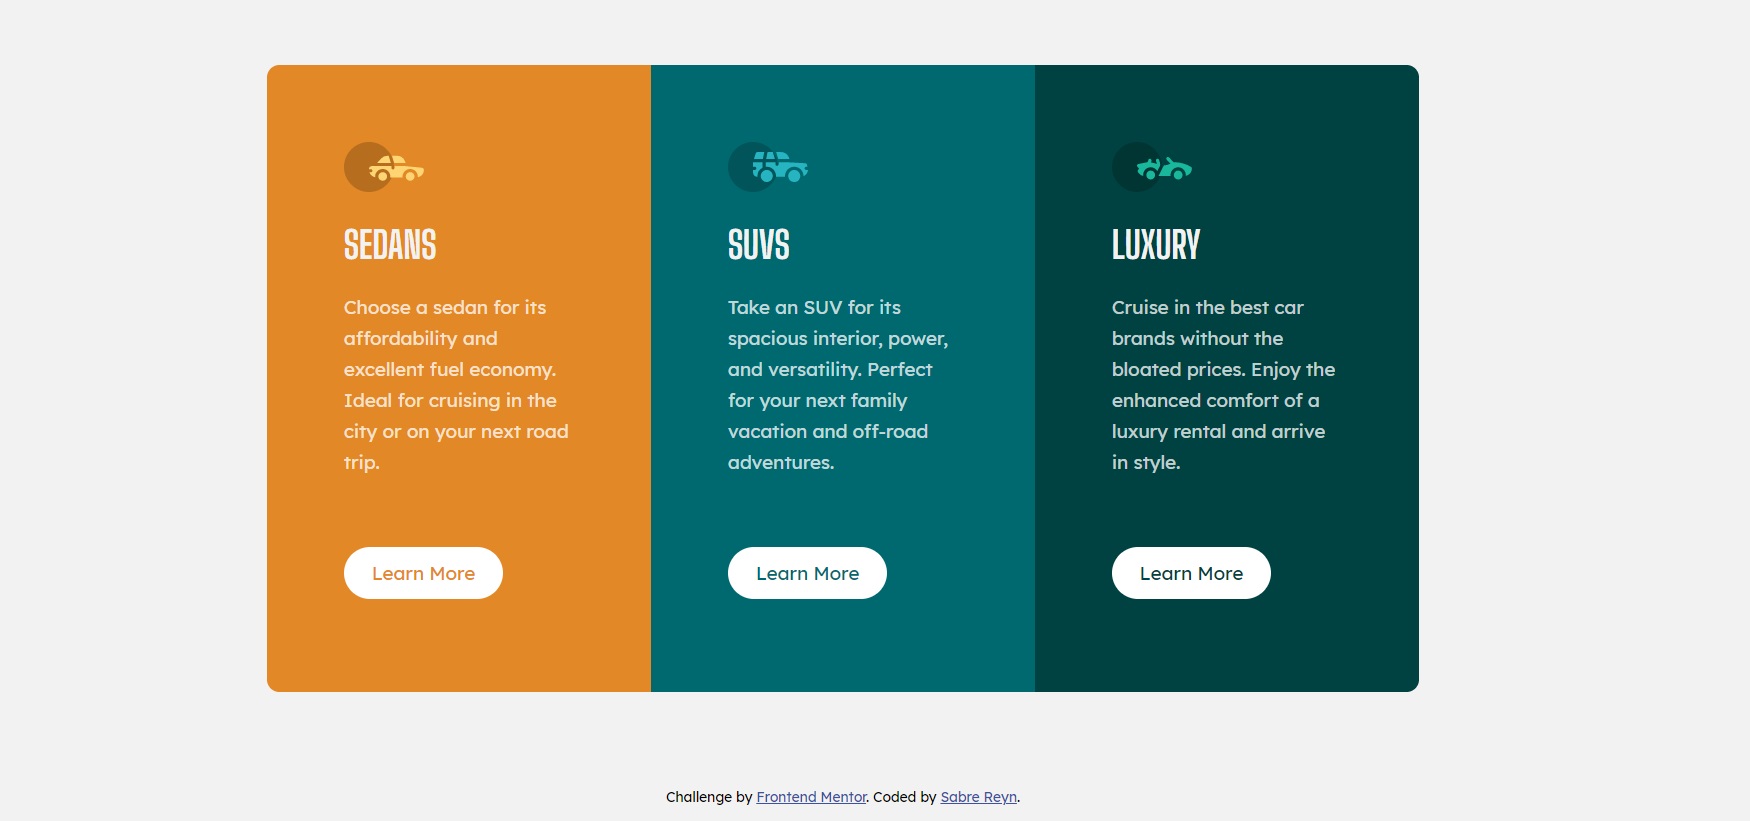 SEDANS
Choose a sedan for its
affordability and
excellent fuel economy.
Ideal for cruising in the
city or on your next road
trip.
Learn More
SUVS
Take an SUV for its
spacious interior, power,
and versatility. Perfect
for your next family
vacation and off-road
adventures.
Learn More
LUXURY
Cruise in the best car
brands without the
bloated prices. Enjoy the
enhanced comfort of a
luxury rental and arrive
in style.
Learn More
Challenge by Frontend Mentor. Coded by Sabre Reyn.